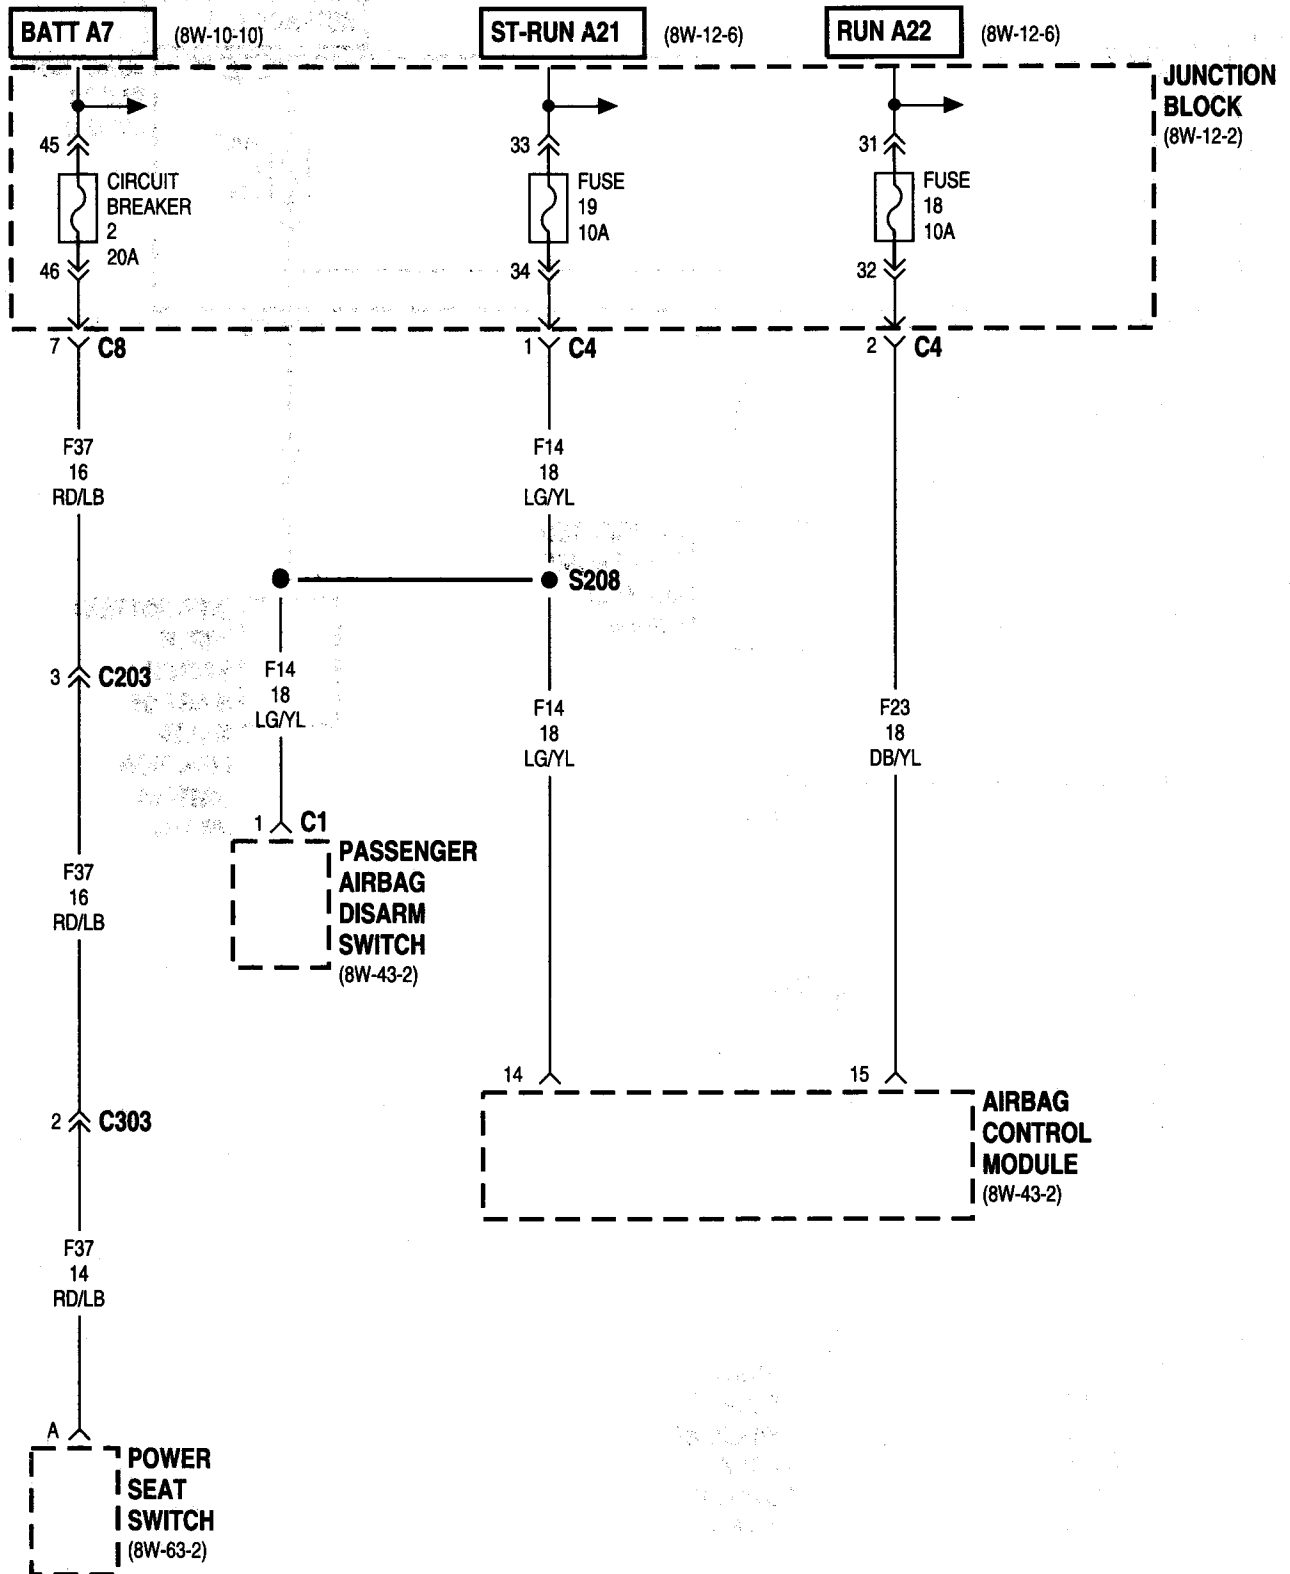 BATT A7
(8W-10-10)
ST-RUN A21
(8W-12-6)
RUN A22
(8W-12-6)
JUNCTION
BLOCK
(8W-12-2)
45
CIRCUIT
BREAKER
2
20A
46
33
FUSE
19
10A
34
31
FUSE
18
10A
32
7
C8
1
C4
2
C4
F37
16
RD/LB
F14
18
LG/YL
S208
3
C203
F14
18
LG/YL
F14
18
LG/YL
F23
18
DB/YL
1
C1
PASSENGER
AIRBAG
DISARM
SWITCH
(8W-43-2)
F37
16
RD/LB
14
15
AIRBAG
CONTROL
MODULE
(8W-43-2)
2
C303
F37
14
RD/LB
A
POWER
SEAT
SWITCH
(8W-63-2)